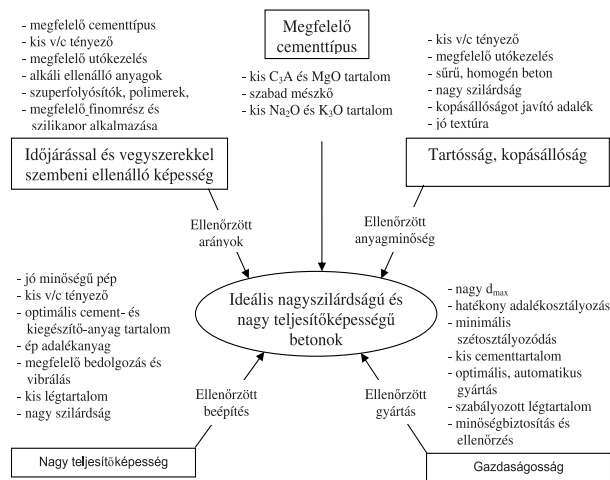 - megfelelő cementtípus
- kis v/c tényező
- megfelelő utókezelés
- alkáli ellenálló anyagok
- szuperfolyósítók, polimerek,
- megfelelő finomrész és
szilikapor alkalmazása
Időjárással és vegyszerekkel
szembeni ellenálló képesség
Megfelelő
cementtípus
- kis C₃A és MgO tartalom
- szabad mészkő
- kis Na₂O és K₃O tartalom
- kis v/c tényező
- megfelelő utókezelés
- sűrű, homogén beton
- nagy szilárdság
- kopásállóságot javító adalék
- jó textúra
Tartósság, kopásállóság
Ellenőrzött
arányok
Ellenőrzött
anyagminőség
- jó minőségű pép
- kis v/c tényező
- optimális cement- és
kiegészítő-anyag tartalom
- ép adalékanyag
- megfelelő bedolgozás és
vibrálás
- kis légtartalom
- nagy szilárdság
Ideális nagyszilárdságú és
nagy teljesítőképességű
betonok
- nagy dmax
- hatékony adalékosztályozás
- minimális
szétosztályozódás
- kis cementtartalom
- optimális, automatikus
gyártás
- szabályozott légtartalom
- minőségbiztosítás és
ellenőrzés
Ellenőrzött
beépítés
Ellenőrzött
gyártás
Nagy teljesítőképesség
Gazdaságosság